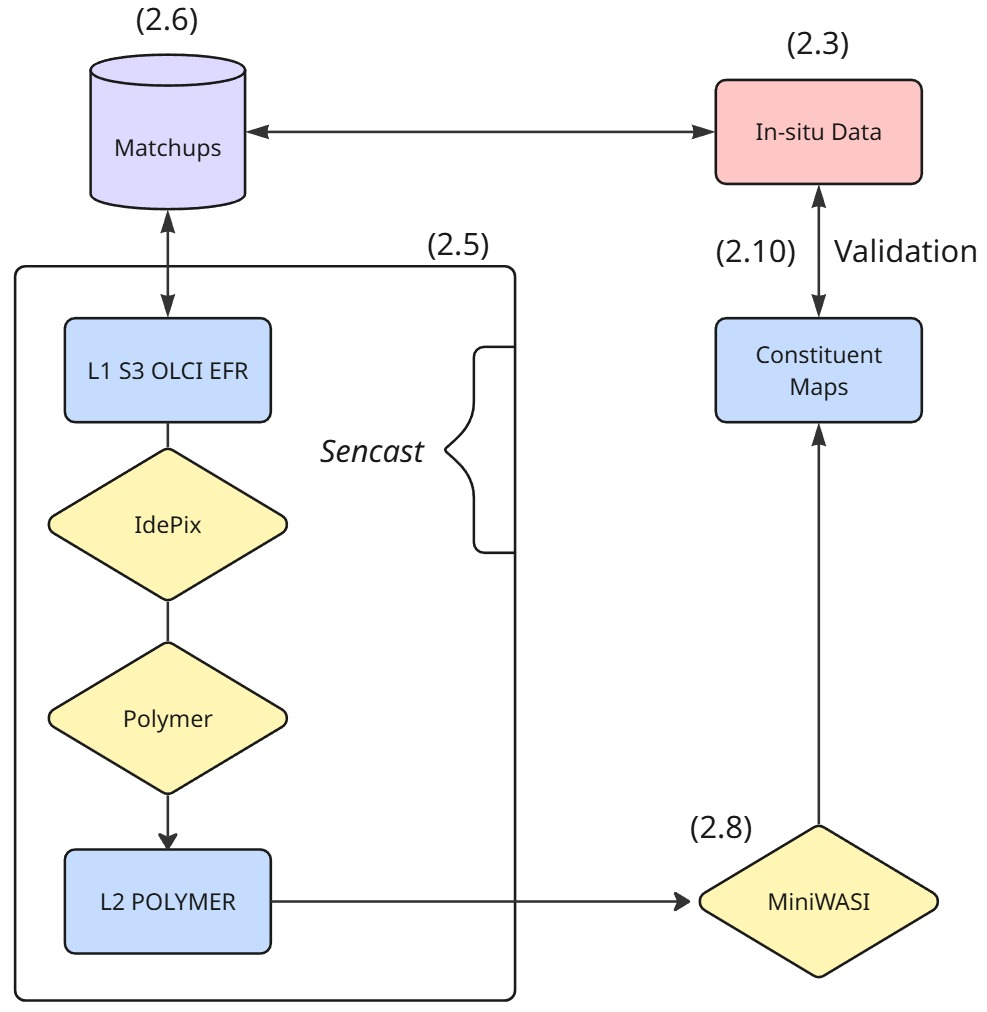 (2.6)
(2.3)
Matchups
In-situ Data
(2.5)
(2.10)
Validation
L1 S3 OLCI EFR
Constituent
Maps
Sencast
IdePix
Polymer
(2.8)
L2 POLYMER
MiniWASI